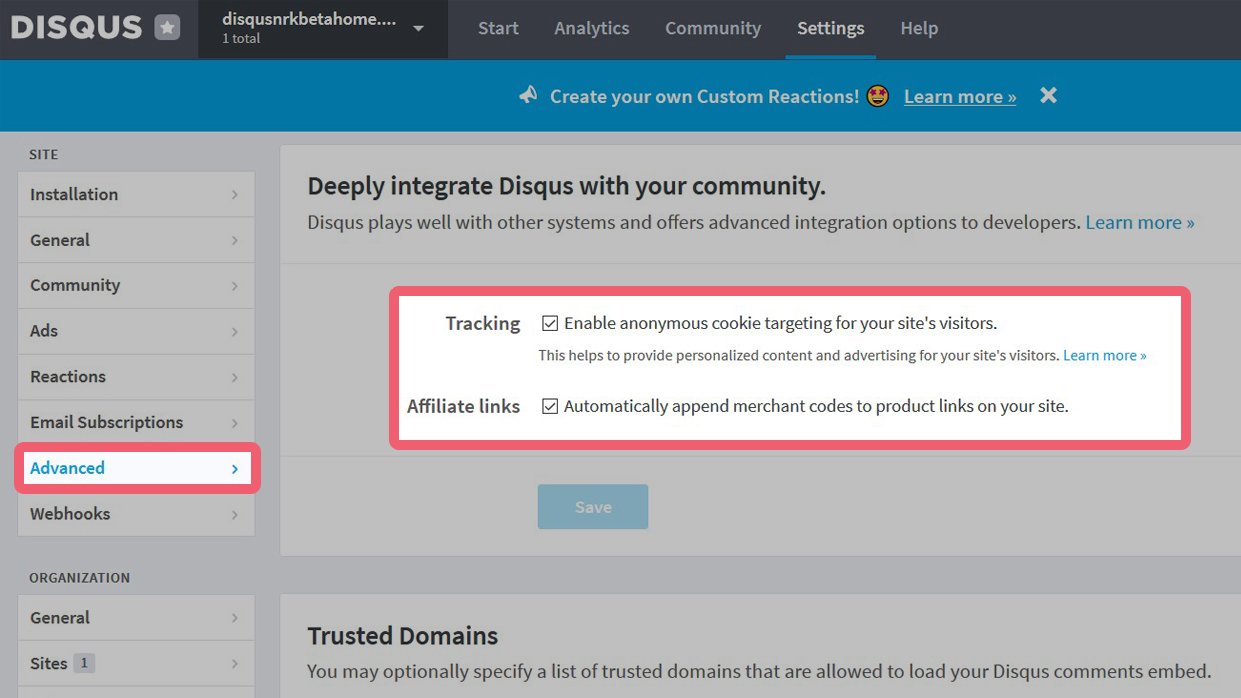 DISQUS
disqusnrkbetahome....
1 total
Start
Analytics
Community
Settings
Help
Create your own Custom Reactions! 🤩 Learn more »
SITE
Installation
General
Community
Ads
Reactions
Email Subscriptions
Advanced
Webhooks
ORGANIZATION
General
Sites 1
Deeply integrate Disqus with your community.
Disqus plays well with other systems and offers advanced integration options to developers. Learn more »
Tracking
Enable anonymous cookie targeting for your site's visitors.
This helps to provide personalized content and advertising for your site's visitors. Learn more »
Affiliate links
Automatically append merchant codes to product links on your site.
Save
Trusted Domains
You may optionally specify a list of trusted domains that are allowed to load your Disqus comments embed.